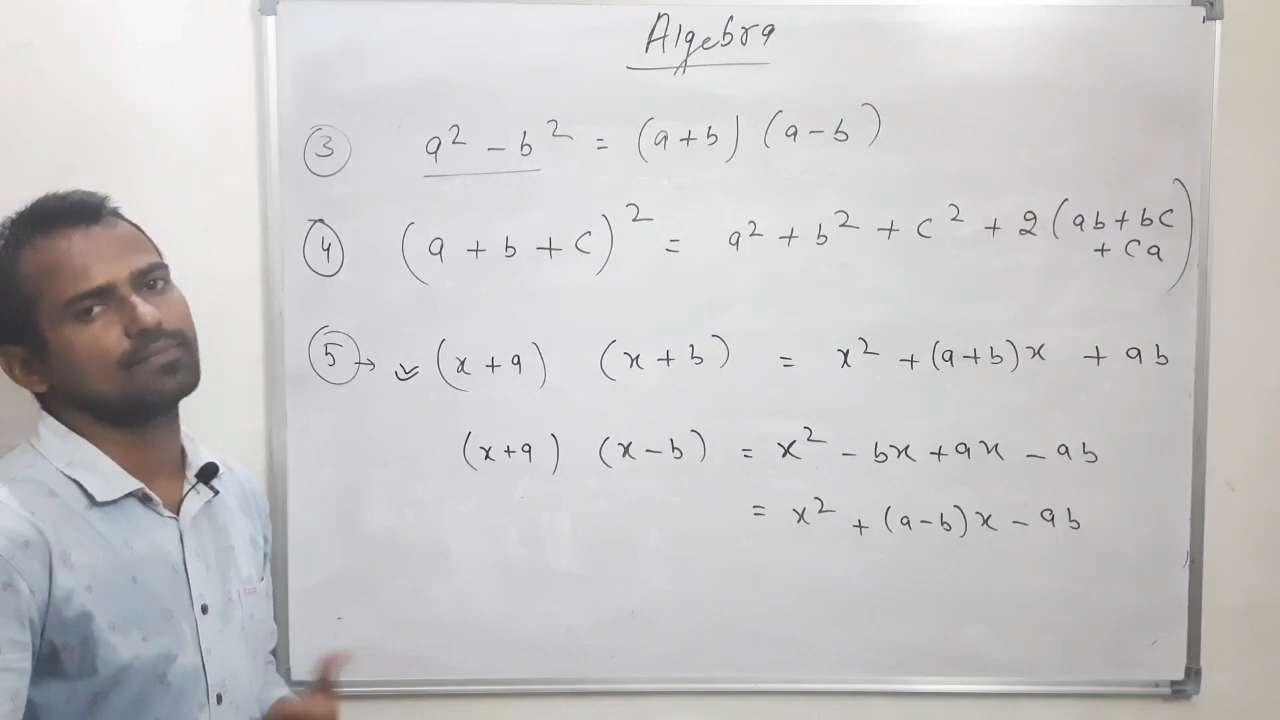 Algebra
③ a² - b² = (a+b) (a-b)
④ (a + b + c)² = a² + b² + c² + 2 (ab + bc
+ ca)
⑤→ (x + a) (x + b) = x² + (a+b)x + ab
(x+a) (x-b) = x² - bx + ax - ab
= x² + (a-b)x - ab